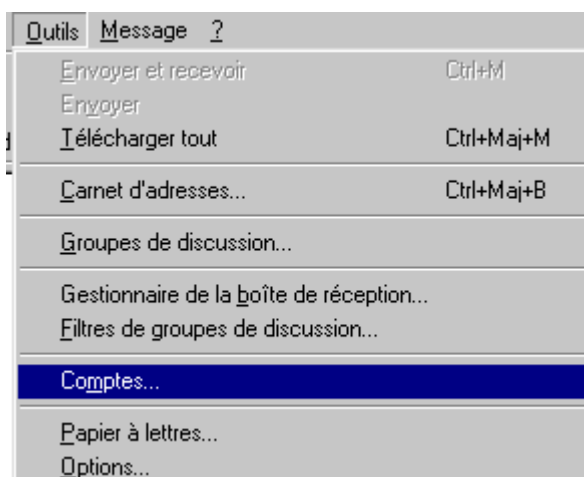 Outils Message ?
Envoyer et recevoir Ctrl+M
Envoyer
Télécharger tout Ctrl+Maj+M
Carnet d'adresses... Ctrl+Maj+B
Groupes de discussion...
Gestionnaire de la boîte de réception...
Filtres de groupes de discussion...
Comptes...
Papier à lettres...
Options...